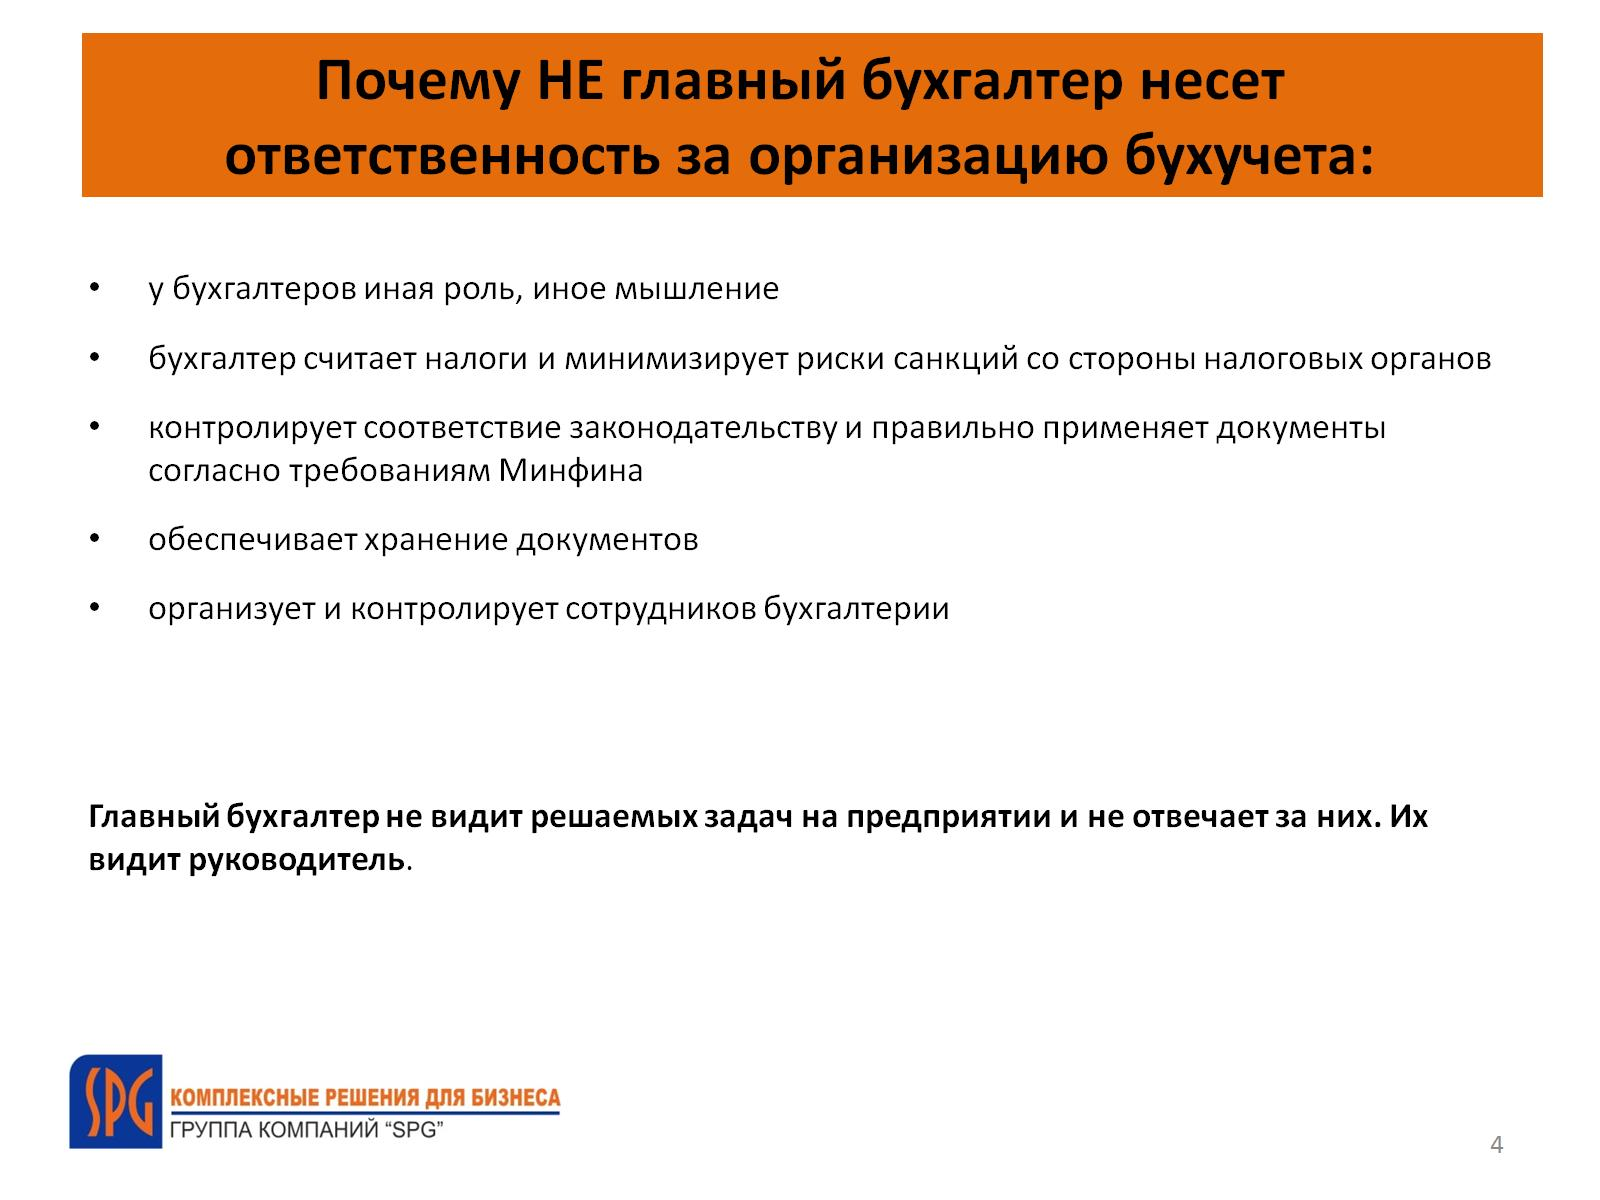 Почему НЕ главный бухгалтер несет
ответственность за организацию бухучета:
• у бухгалтеров иная роль, иное мышление
• бухгалтер считает налоги и минимизирует риски санкций со стороны налоговых органов
• контролирует соответствие законодательству и правильно применяет документы
согласно требованиям Минфина
• обеспечивает хранение документов
• организует и контролирует сотрудников бухгалтерии
Главный бухгалтер не видит решаемых задач на предприятии и не отвечает за них. Их
видит руководитель.
SPG
КОМПЛЕКСНЫЕ РЕШЕНИЯ ДЛЯ БИЗНЕСА
ГРУППА КОМПАНИЙ “SPG”
4